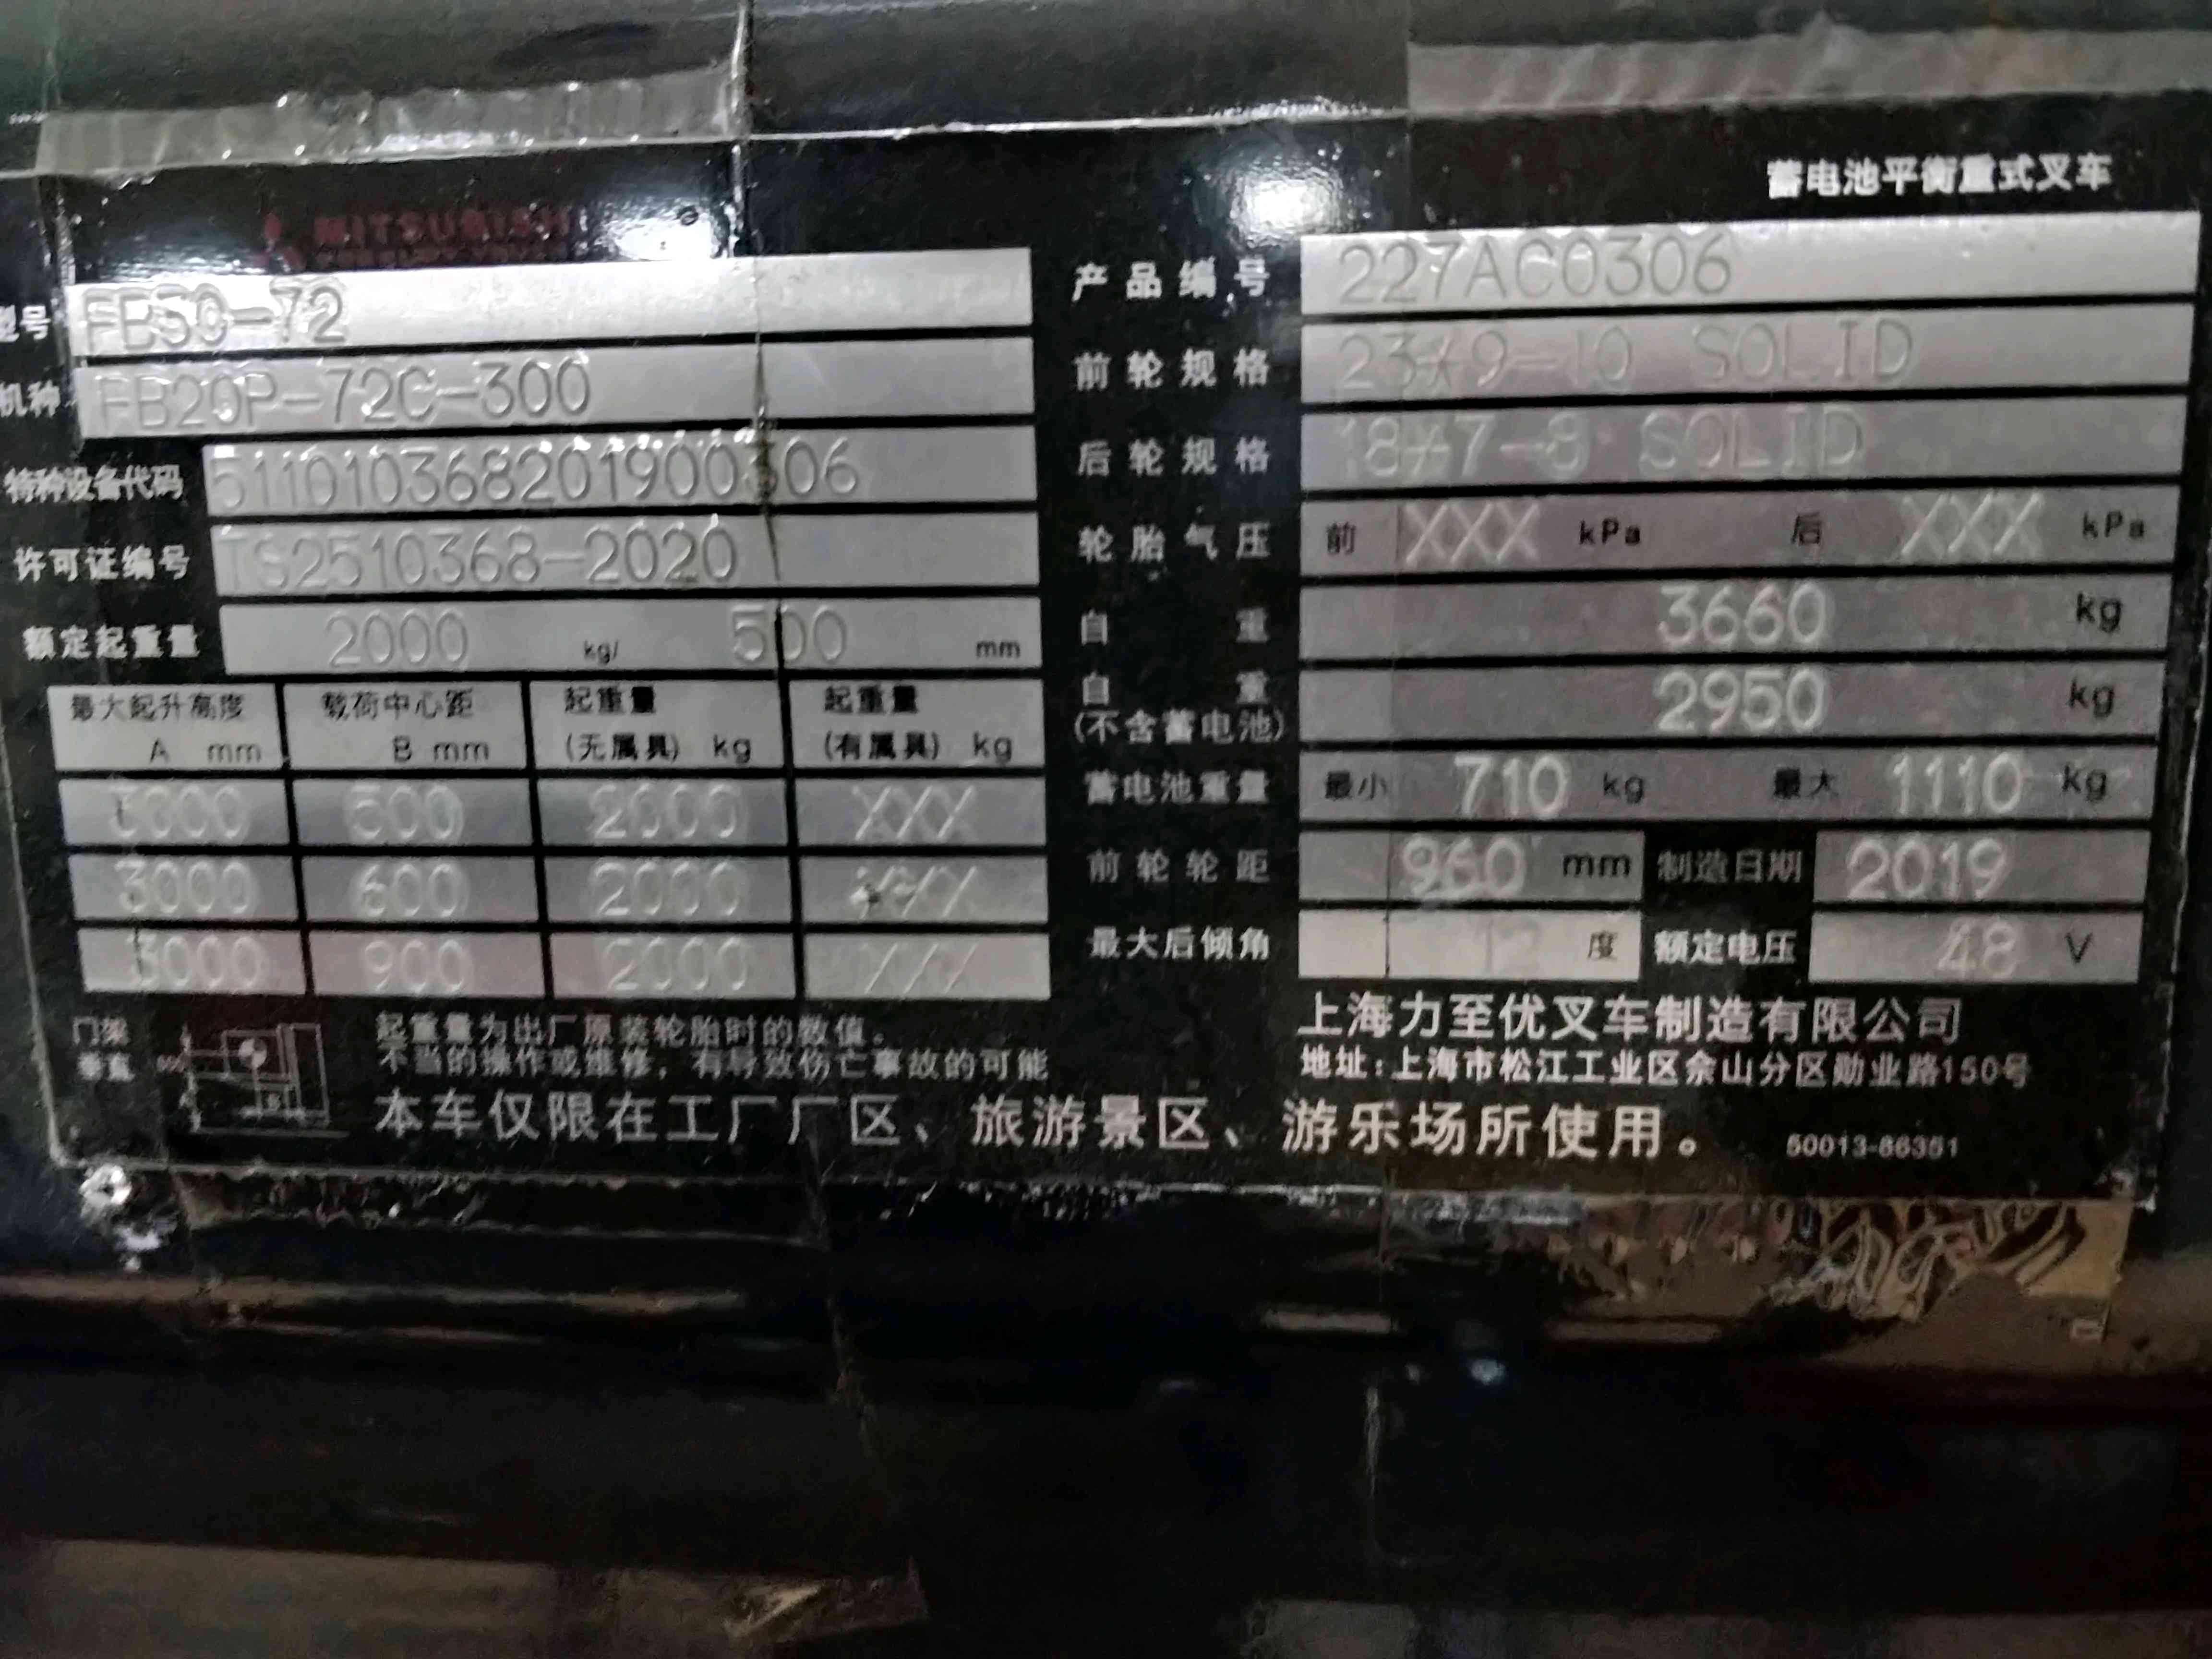 蓄电池平衡重式叉车
MITSUBISHI
型号 FB50-72
机种 FB20P-72C-300
特种设备代码 511010368201900306
许可证编号 TS2510368-2020
额定起重量 2000 kg/ 500 mm
最大起升高度 A mm 载荷中心距 B mm 起重量 (无属具) kg 起重量 (有属具) kg
3000 500 2000 XXX
3000 600 2000 XXX
3000 900 2000 XXX
门架垂直
起重量为出厂原装轮胎时的数值。
不当的操作或维修，有导致伤亡事故的可能
产品编号 227AC0306
前轮规格 23*9-10 SOLID
后轮规格 18*7-8 SOLID
轮胎气压 前 XXX kPa 后 XXX kPa
自重 3660 kg
自重 (不含蓄电池) 2950 kg
蓄电池重量 最小 710 kg 最大 1110 kg
前轮轮距 960 mm 制造日期 2019
最大后倾角 12 度 额定电压 48 V
上海力至优叉车制造有限公司
地址:上海市松江工业区佘山分区勋业路150号
本车仅限在工厂厂区、旅游景区、游乐场所使用。
50013-86351